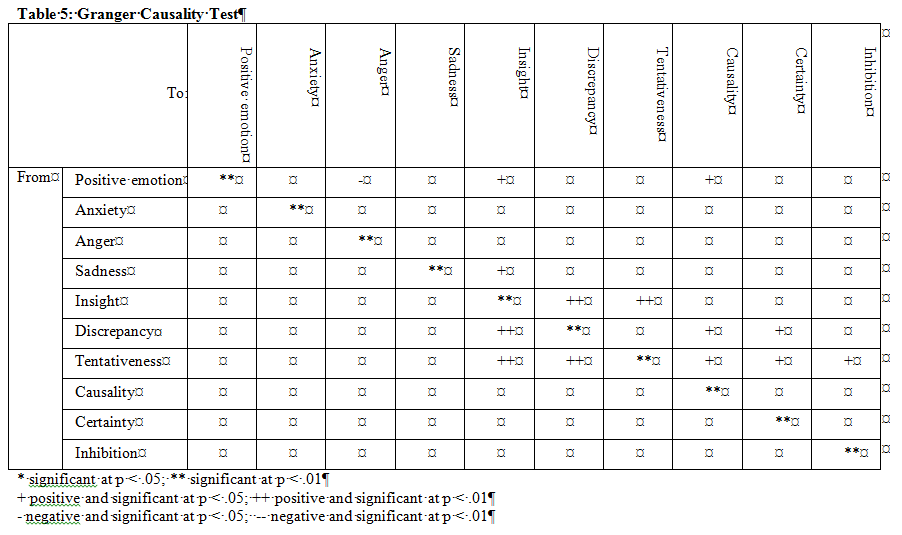 Table 5: Granger Causality Test¶
To: Positive emotion¤ Anxiety¤ Anger¤ Sadness¤ Insight¤ Discrepancy¤ Tentativeness¤ Causality¤ Certainty¤ Inhibition¤ ¤
From¤ Positive emotion¤ **¤ ¤ -¤ ¤ +¤ ¤ ¤ +¤ ¤ ¤ ¤
Anxiety¤ ¤ **¤ ¤ ¤ ¤ ¤ ¤ ¤ ¤ ¤ ¤
Anger¤ ¤ ¤ **¤ ¤ ¤ ¤ ¤ ¤ ¤ ¤ ¤
Sadness¤ ¤ ¤ ¤ **¤ +¤ ¤ ¤ ¤ ¤ ¤ ¤
Insight¤ ¤ ¤ ¤ ¤ **¤ ++¤ ++¤ ¤ ¤ ¤ ¤
Discrepancy¤ ¤ ¤ ¤ ¤ ++¤ **¤ ¤ +¤ +¤ ¤ ¤
Tentativeness¤ ¤ ¤ ¤ ¤ ++¤ ++¤ **¤ +¤ +¤ +¤ ¤
Causality¤ ¤ ¤ ¤ ¤ ¤ ¤ ¤ **¤ ¤ ¤ ¤
Certainty¤ ¤ ¤ ¤ ¤ ¤ ¤ ¤ ¤ **¤ ¤ ¤
Inhibition¤ ¤ ¤ ¤ ¤ ¤ ¤ ¤ ¤ ¤ **¤ ¤
* significant at p < .05; ** significant at p < .01¶
+ positive and significant at p < .05; ++ positive and significant at p < .01¶
- negative and significant at p < .05; -- negative and significant at p < .01¶